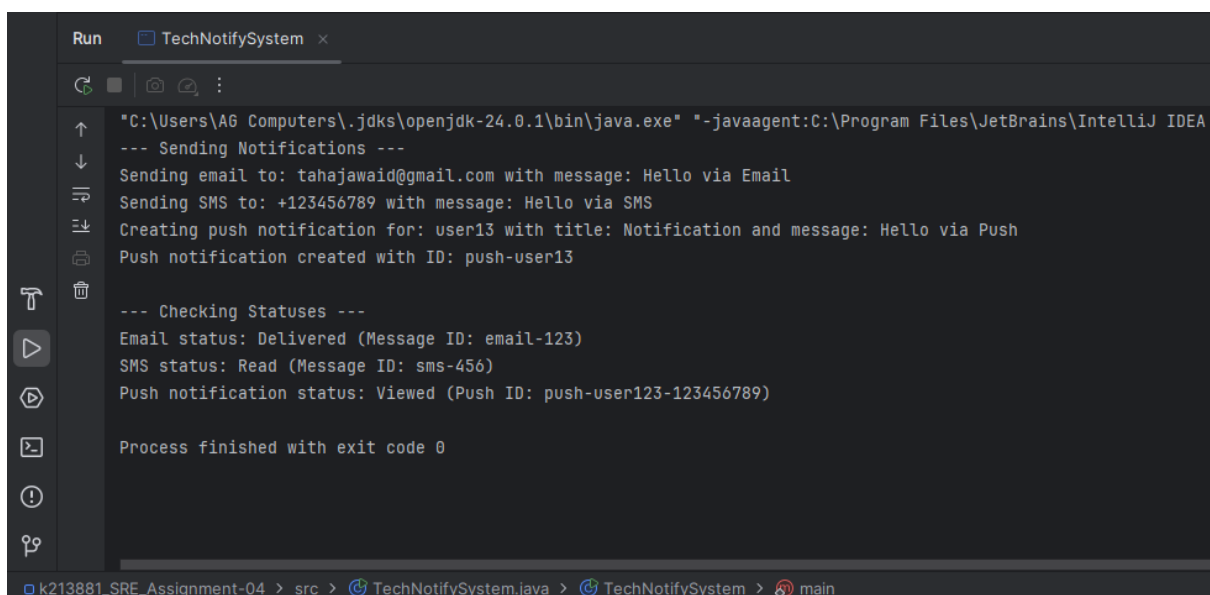 Run TechNotifySystem ×
"C:\Users\AG Computers\.jdks\openjdk-24.0.1\bin\java.exe" "-javaagent:C:\Program Files\JetBrains\IntelliJ IDEA
--- Sending Notifications ---
Sending email to: tahajawaid@gmail.com with message: Hello via Email
Sending SMS to: +123456789 with message: Hello via SMS
Creating push notification for: user13 with title: Notification and message: Hello via Push
Push notification created with ID: push-user13
--- Checking Statuses ---
Email status: Delivered (Message ID: email-123)
SMS status: Read (Message ID: sms-456)
Push notification status: Viewed (Push ID: push-user123-123456789)
Process finished with exit code 0
k213881_SRE_Assignment-04 > src > TechNotifySystem.java > TechNotifySystem > main